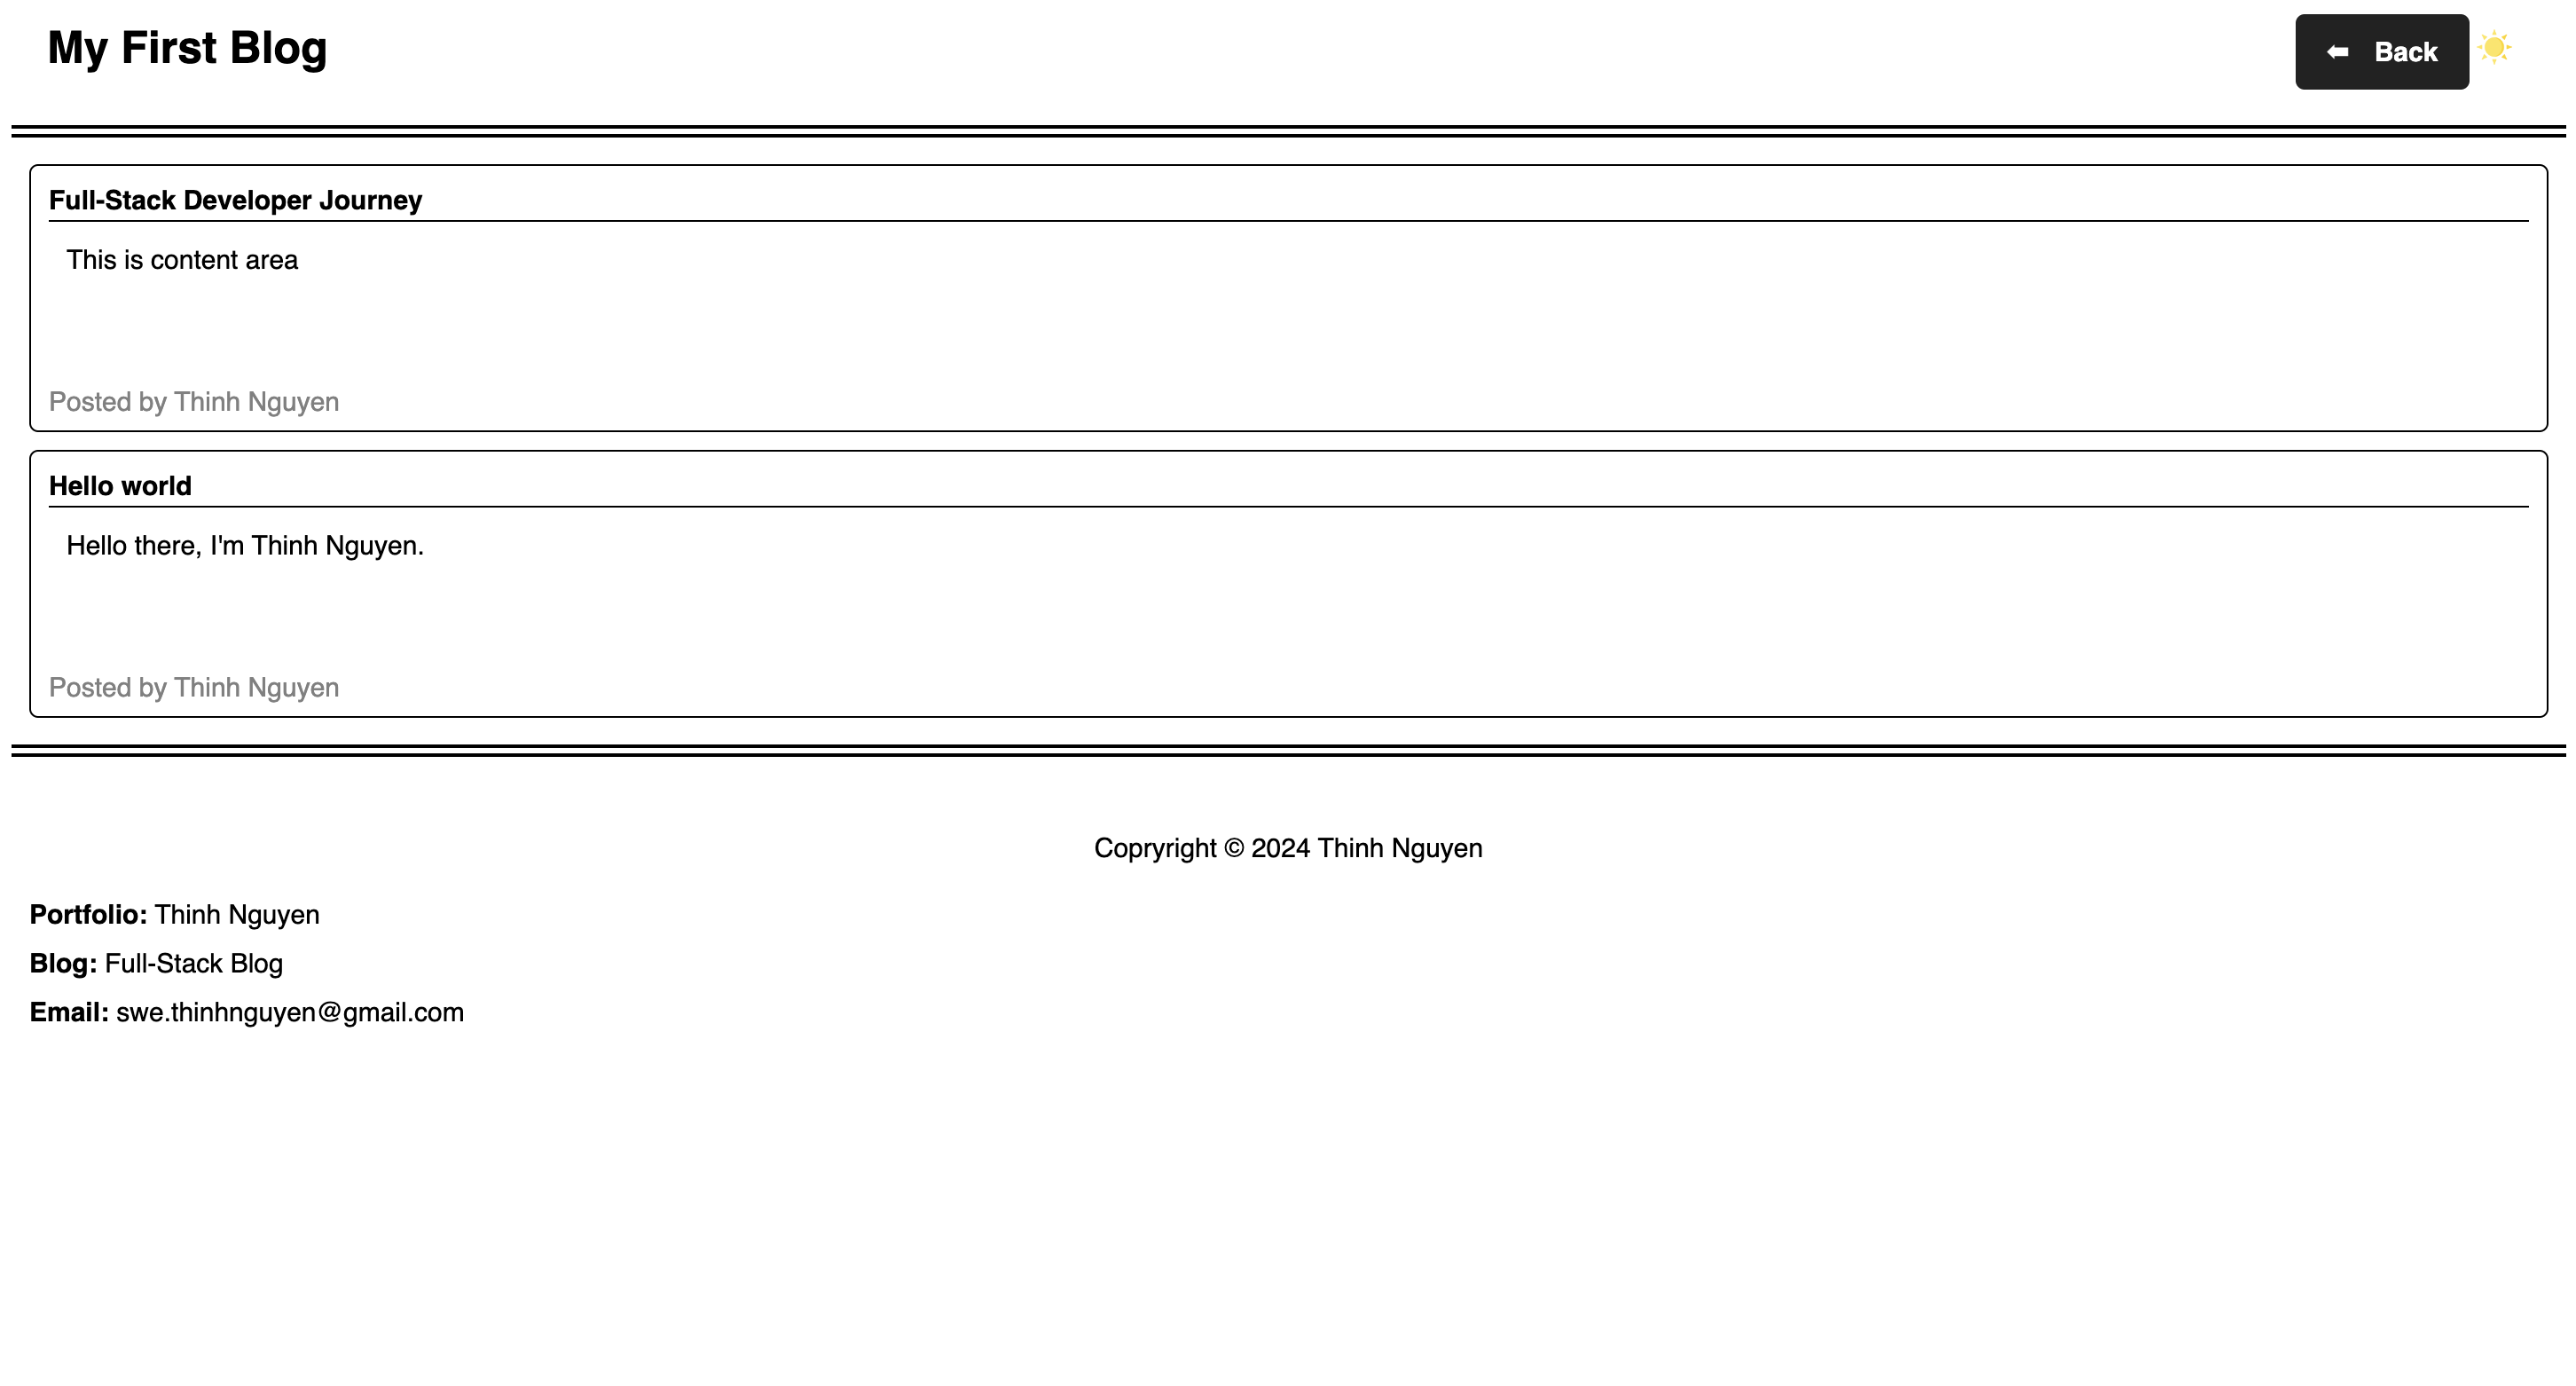 My First Blog
⬅ Back ☀️
Full-Stack Developer Journey
This is content area
Posted by Thinh Nguyen
Hello world
Hello there, I'm Thinh Nguyen.
Posted by Thinh Nguyen
Copryright © 2024 Thinh Nguyen
Portfolio: Thinh Nguyen
Blog: Full-Stack Blog
Email: swe.thinhnguyen@gmail.com